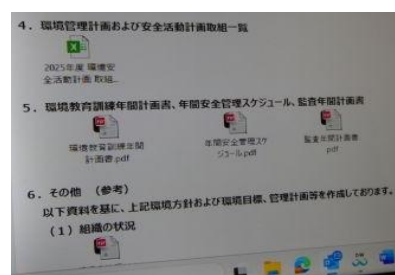 4．環境管理計画および安全活動計画取組一覧
2025年度 環境安
全活動計画 取組...
5．環境教育訓練年間計画書、年間安全管理スケジュール、監査年間計画書
環境教育訓練年間
計画書.pdf
年間安全管理スケ
ジュール.pdf
監査年間計画書
pdf
6．その他 （参考）
以下資料を基に、上記環境方針および環境目標、管理計画等を作成しております。
（1）組織の状況